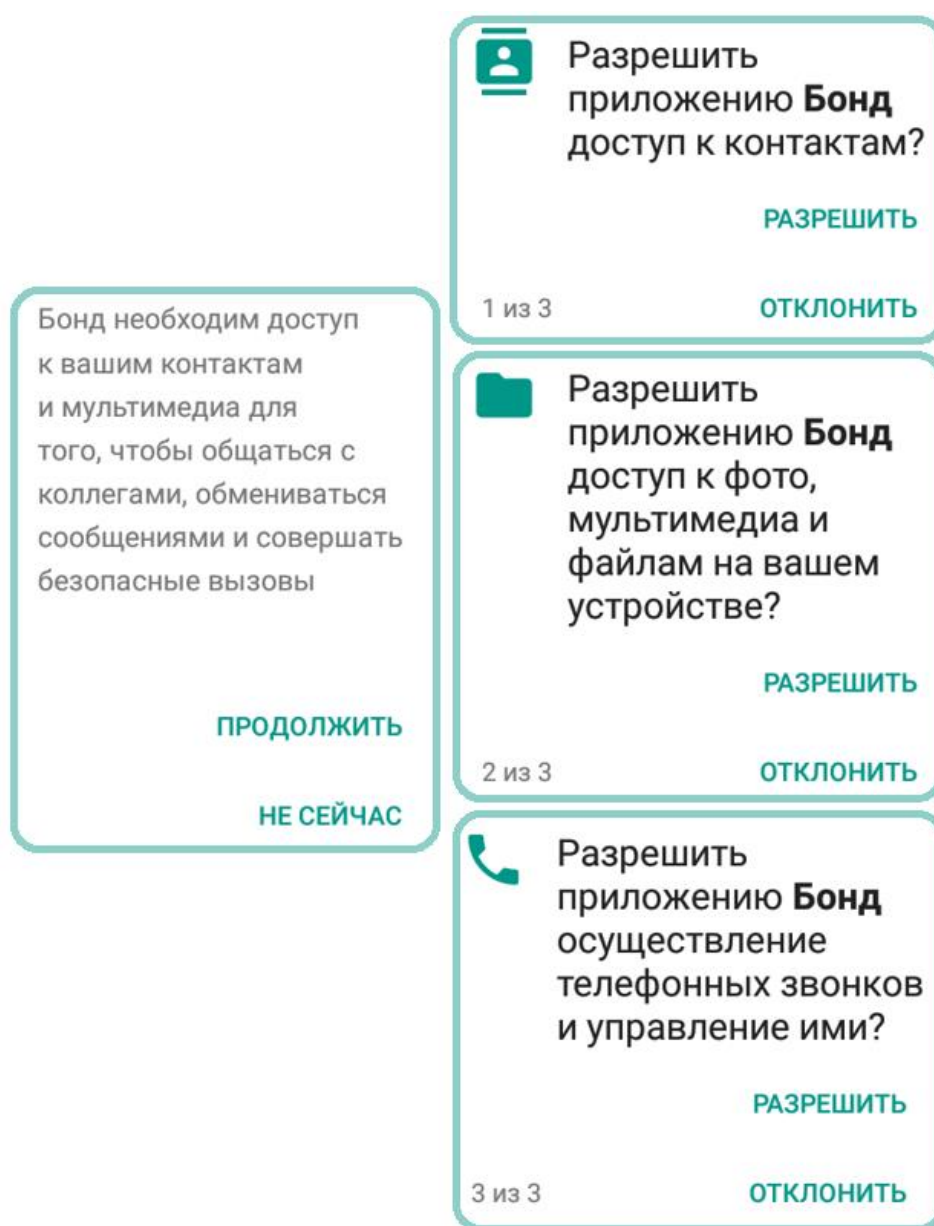 Бонд необходим доступ
к вашим контактам
и мультимедиа для
того, чтобы общаться с
коллегами, обмениваться
сообщениями и совершать
безопасные вызовы
ПРОДОЛЖИТЬ
НЕ СЕЙЧАС
Разрешить
приложению Бонд
доступ к контактам?
РАЗРЕШИТЬ
1 из 3 ОТКЛОНИТЬ
Разрешить
приложению Бонд
доступ к фото,
мультимедиа и
файлам на вашем
устройстве?
РАЗРЕШИТЬ
2 из 3 ОТКЛОНИТЬ
Разрешить
приложению Бонд
осуществление
телефонных звонков
и управление ими?
РАЗРЕШИТЬ
3 из 3 ОТКЛОНИТЬ